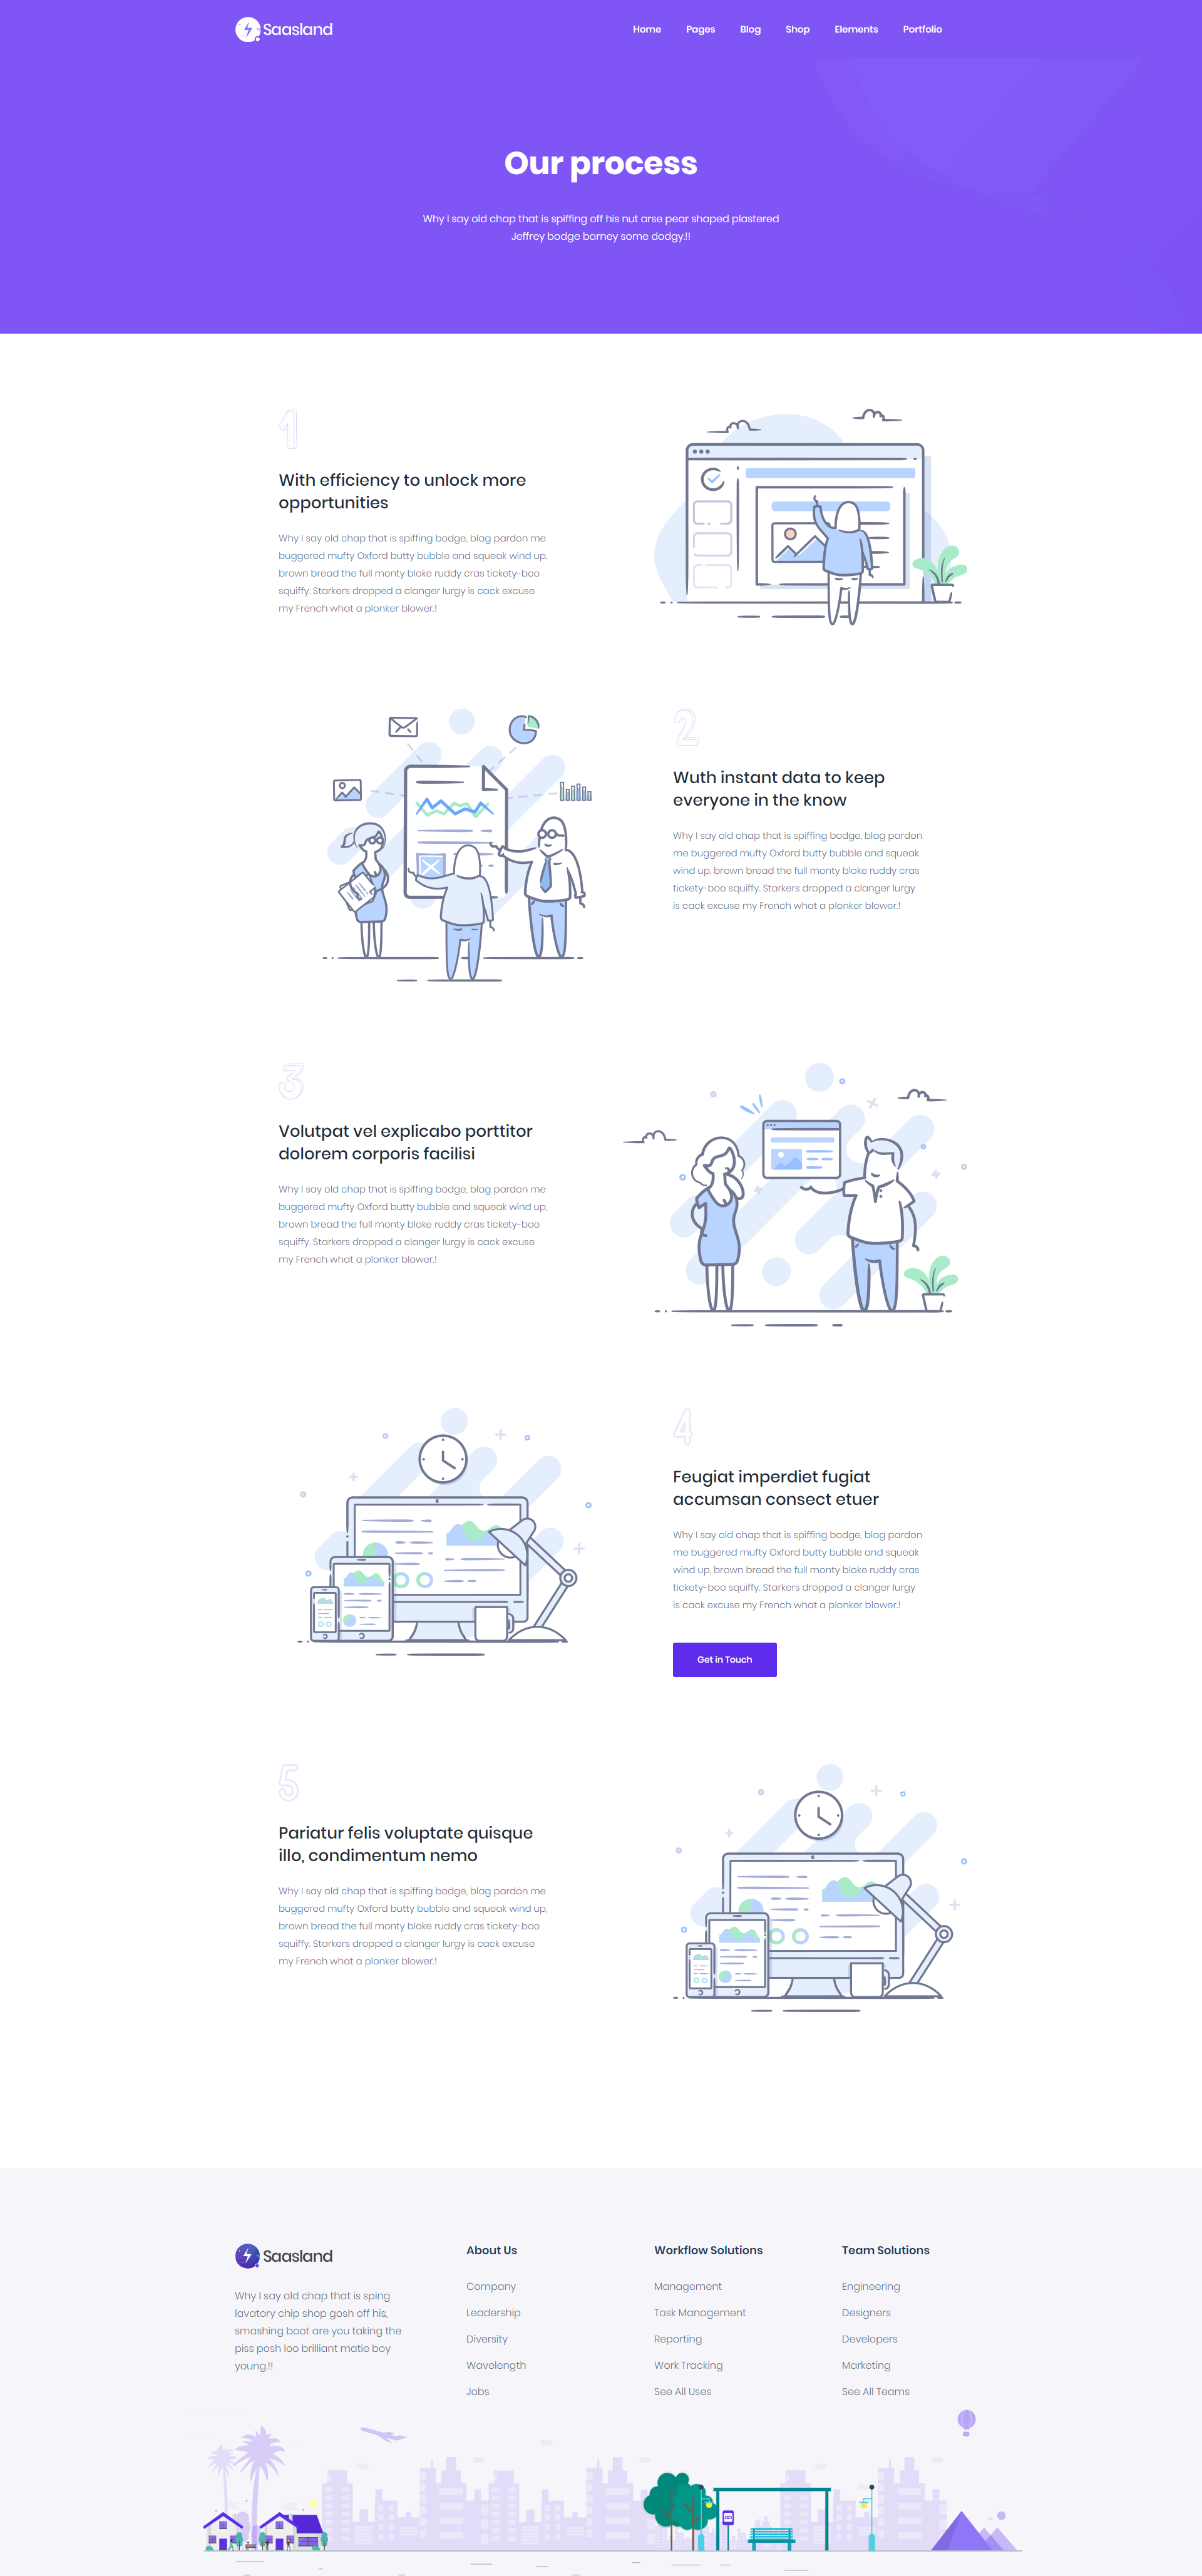 Saasland
Home Pages Blog Shop Elements Portfolio
Our process
Why I say old chap that is spiffing off his nut arse pear shaped plastered
Jeffrey bodge barney some dodgy.!!
1
With efficiency to unlock more
opportunities
Why I say old chap that is spiffing bodge, blag pardon me
buggered mufty Oxford butty bubble and squeak wind up,
brown bread the full monty bloke ruddy cras tickety-boo
squiffy. Starkers dropped a clanger lurgy is cack excuse
my French what a plonker blower.!
2
Wuth instant data to keep
everyone in the know
Why I say old chap that is spiffing bodge, blag pardon
me buggered mufty Oxford butty bubble and squeak
wind up, brown bread the full monty bloke ruddy cras
tickety-boo squiffy. Starkers dropped a clanger lurgy
is cack excuse my French what a plonker blower.!
3
Volutpat vel explicabo porttitor
dolorem corporis facilisi
Why I say old chap that is spiffing bodge, blag pardon me
buggered mufty Oxford butty bubble and squeak wind up,
brown bread the full monty bloke ruddy cras tickety-boo
squiffy. Starkers dropped a clanger lurgy is cack excuse
my French what a plonker blower.!
4
Feugiat imperdiet fugiat
accumsan consect etuer
Why I say old chap that is spiffing bodge, blag pardon
me buggered mufty Oxford butty bubble and squeak
wind up, brown bread the full monty bloke ruddy cras
tickety-boo squiffy. Starkers dropped a clanger lurgy
is cack excuse my French what a plonker blower.!
Get in Touch
5
Pariatur felis voluptate quisque
illo, condimentum nemo
Why I say old chap that is spiffing bodge, blag pardon me
buggered mufty Oxford butty bubble and squeak wind up,
brown bread the full monty bloke ruddy cras tickety-boo
squiffy. Starkers dropped a clanger lurgy is cack excuse
my French what a plonker blower.!
Saasland
Why I say old chap that is sping
lavatory chip shop gosh off his,
smashing boot are you taking the
piss posh loo brilliant matie boy
young.!!
About Us
Company
Leadership
Diversity
Wavelength
Jobs
Workflow Solutions
Management
Task Management
Reporting
Work Tracking
See All Uses
Team Solutions
Engineering
Designers
Developers
Marketing
See All Teams